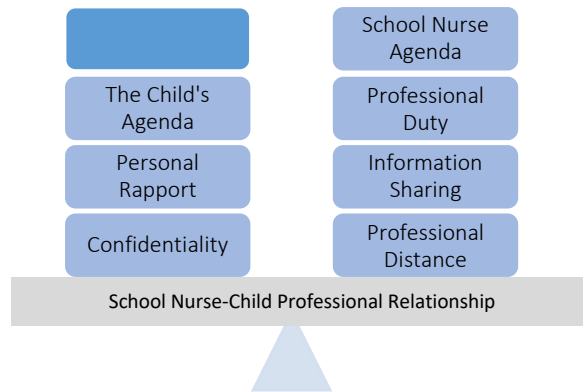 School Nurse
Agenda
The Child's
Agenda
Professional
Duty
Personal
Rapport
Information
Sharing
Confidentiality
Professional
Distance
School Nurse-Child Professional Relationship